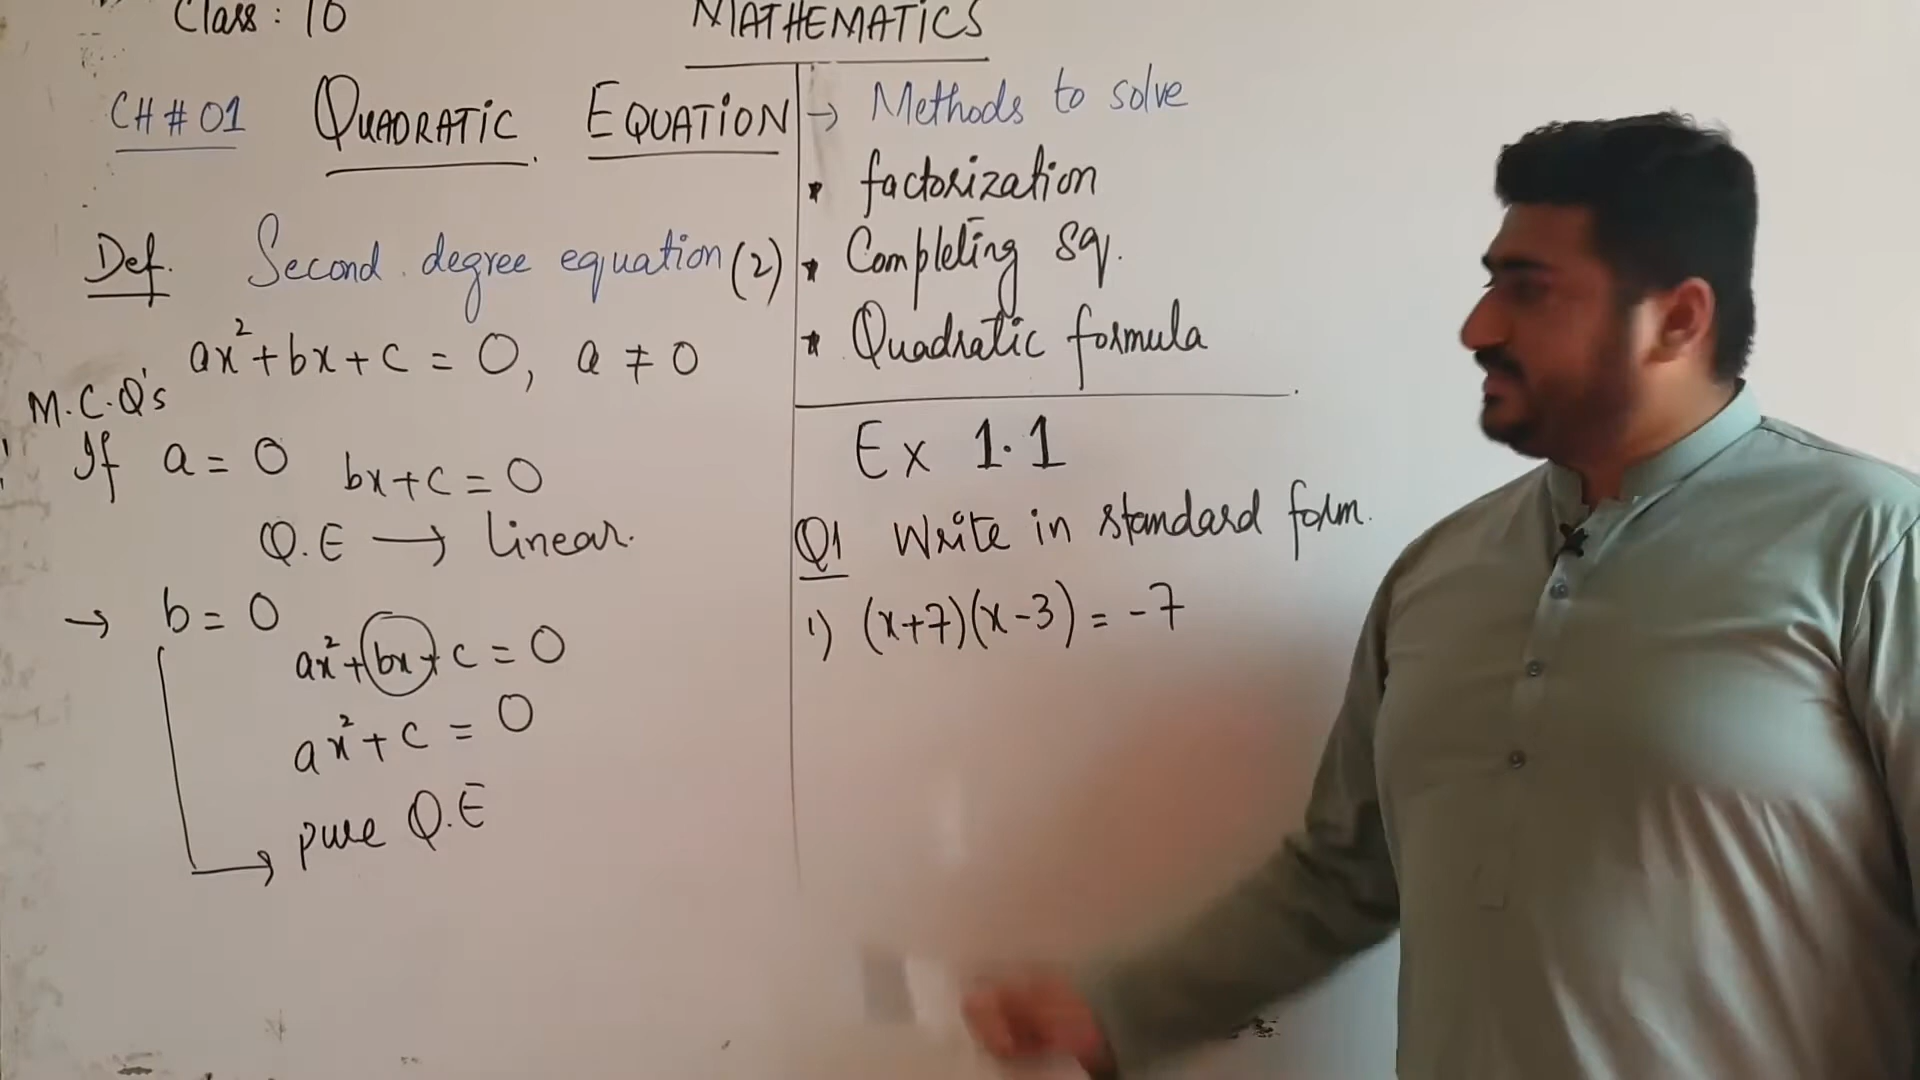 Class: 10
MATHEMATICS
CH # 01 QUADRATIC EQUATION
Def. Second degree equation (2)
ax²+bx+c = 0, a ≠ 0
M.C.Q's
If a = 0 bx+c = 0
Q.E → linear.
→ b = 0
ax²+bx+c = 0
ax²+c = 0
pure Q.E
→ Methods to solve
* factorization
* Completing sq.
* Quadratic formula
Ex 1.1
Q1 Write in standard form.
1) (x+7)(x-3) = -7